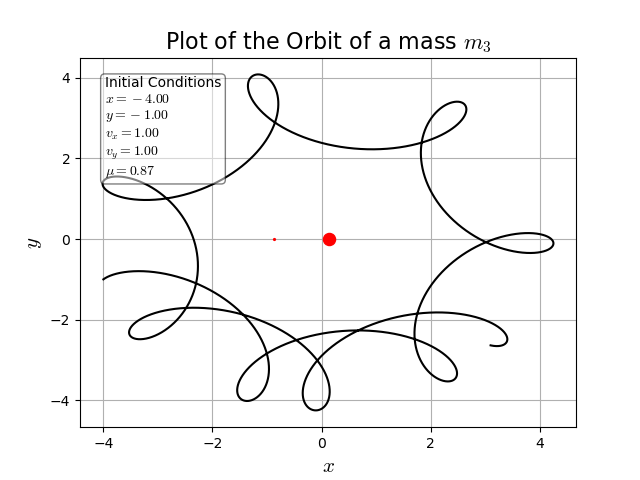 Plot of the Orbit of a mass m₃
Initial Conditions
x = −4.00
y = −1.00
vₓ = 1.00
v_y = 1.00
μ = 0.87
4
2
0
−2
−4
y
−4
−2
0
2
4
x